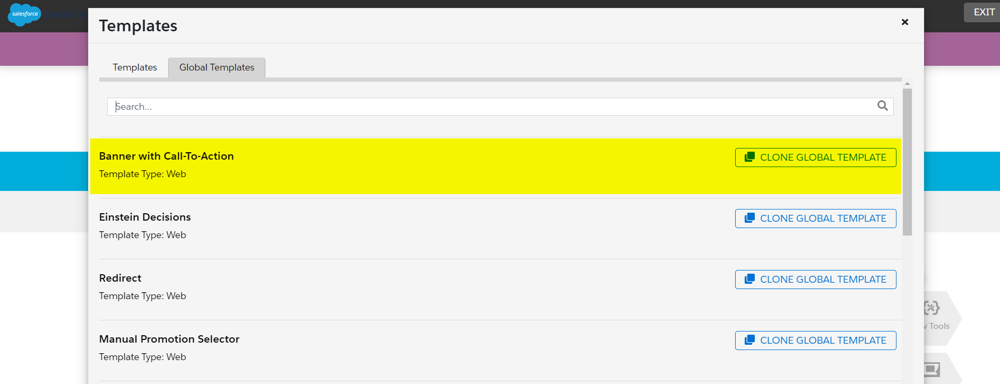 salesforce
EXIT
Templates
Templates
Global Templates
Search...
Banner with Call-To-Action
CLONE GLOBAL TEMPLATE
Template Type: Web
Einstein Decisions
CLONE GLOBAL TEMPLATE
Template Type: Web
Redirect
CLONE GLOBAL TEMPLATE
Template Type: Web
v Tools
Manual Promotion Selector
CLONE GLOBAL TEMPLATE
Template Type: Web